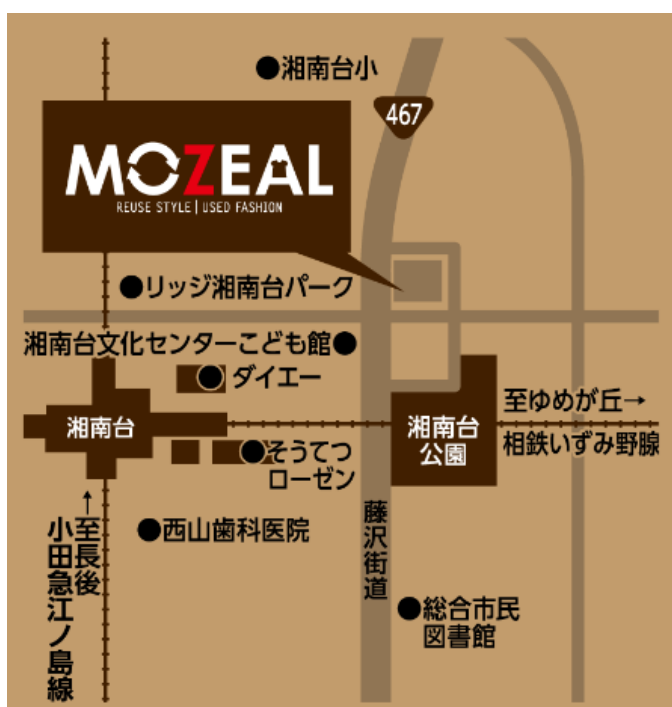 湘南台小
467
MOZEAL
REUSE STYLE | USED FASHION
リッジ湘南台パーク
湘南台文化センターこども館
ダイエー
湘南台
湘南台
公園
至ゆめが丘→
相鉄いずみ野腺
そうてつ
ローゼン
←至長後
小田急江ノ島線
西山歯科医院
藤沢街道
総合市民
図書館